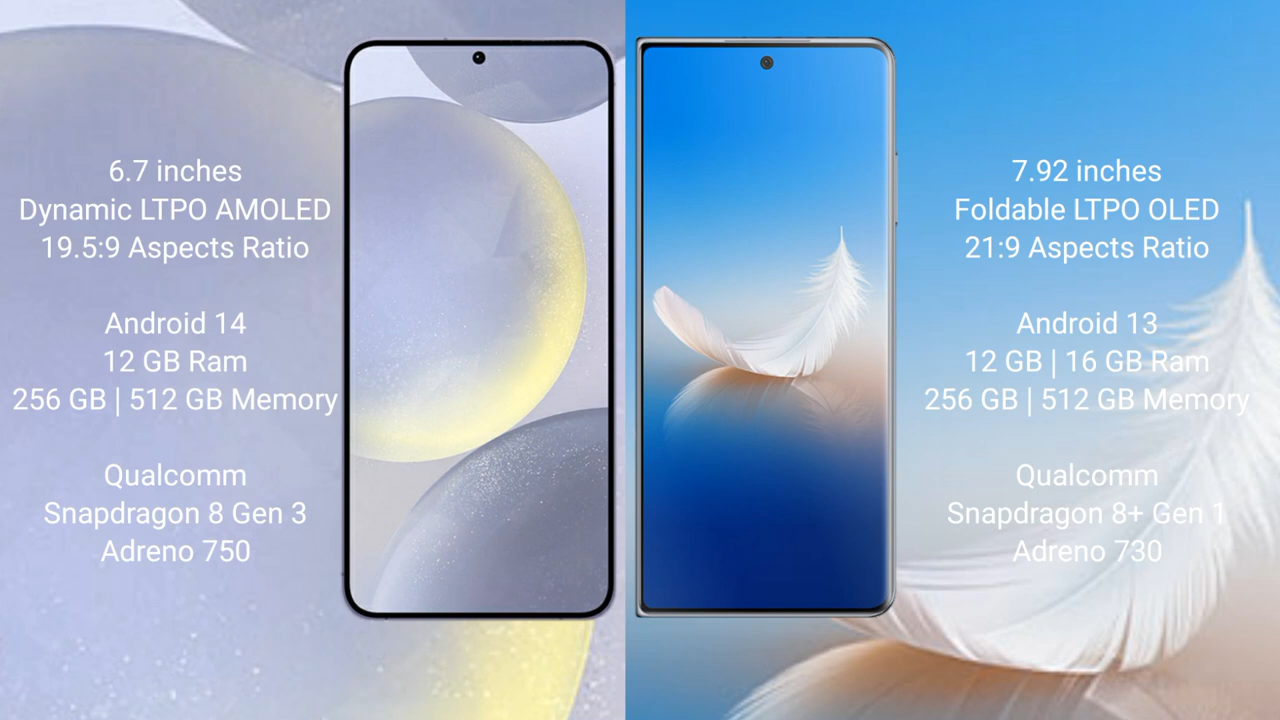 6.7 inches
Dynamic LTPO AMOLED
19.5:9 Aspects Ratio
Android 14
12 GB Ram
256 GB | 512 GB Memory
Qualcomm
Snapdragon 8 Gen 3
Adreno 750
7.92 inches
Foldable LTPO OLED
21:9 Aspects Ratio
Android 13
12 GB | 16 GB Ram
256 GB | 512 GB Memory
Qualcomm
Snapdragon 8+ Gen 1
Adreno 730